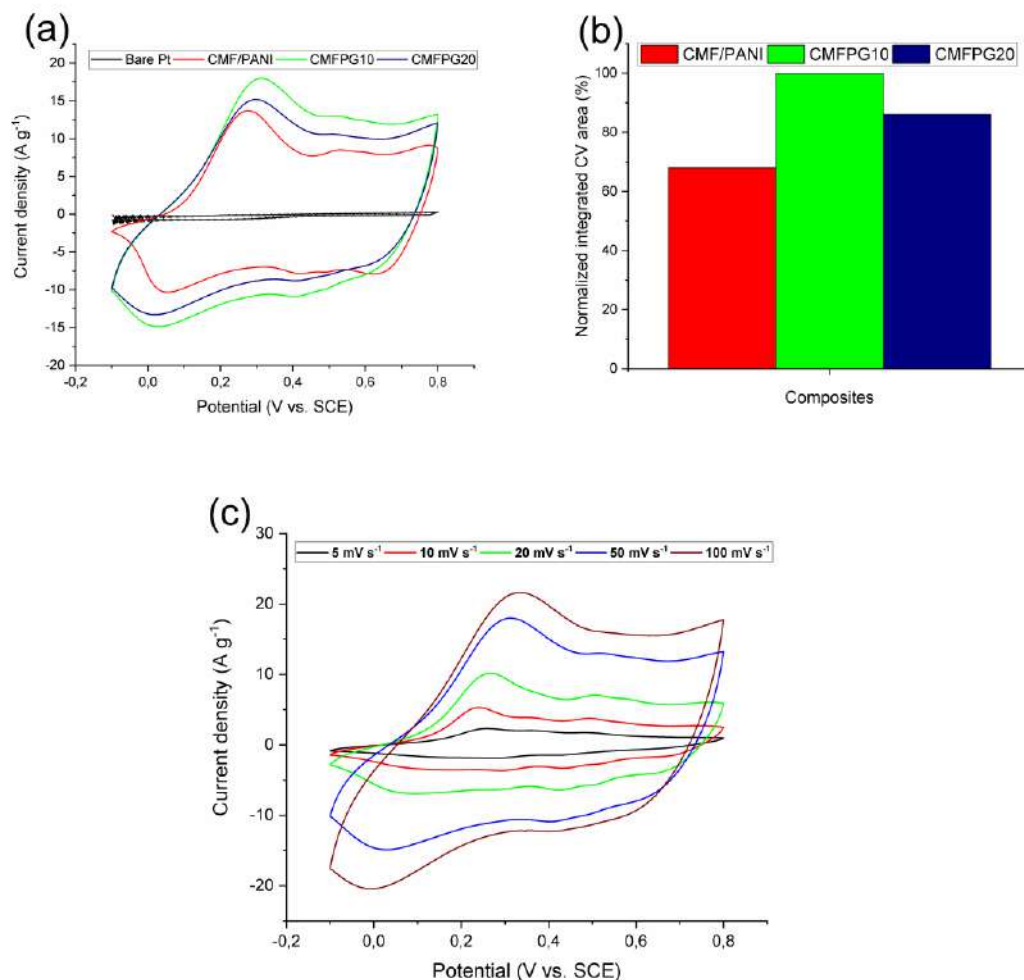 (a)
Bare Pt CMF/PANI CMFPG10 CMFPG20
20
15
10
5
0
-5
-10
-15
-20
Current density (A g⁻¹)
-0,2 0,0 0,2 0,4 0,6 0,8
Potential (V vs. SCE)
(b)
CMF/PANI CMFPG10 CMFPG20
100
80
60
40
20
0
Normalized integrated CV area (%)
Composites
(c)
5 mV s⁻¹ 10 mV s⁻¹ 20 mV s⁻¹ 50 mV s⁻¹ 100 mV s⁻¹
30
20
10
0
-10
-20
Current density (A g⁻¹)
0,0 0,2 0,4 0,6 0,8
Potential (V vs. SCE)